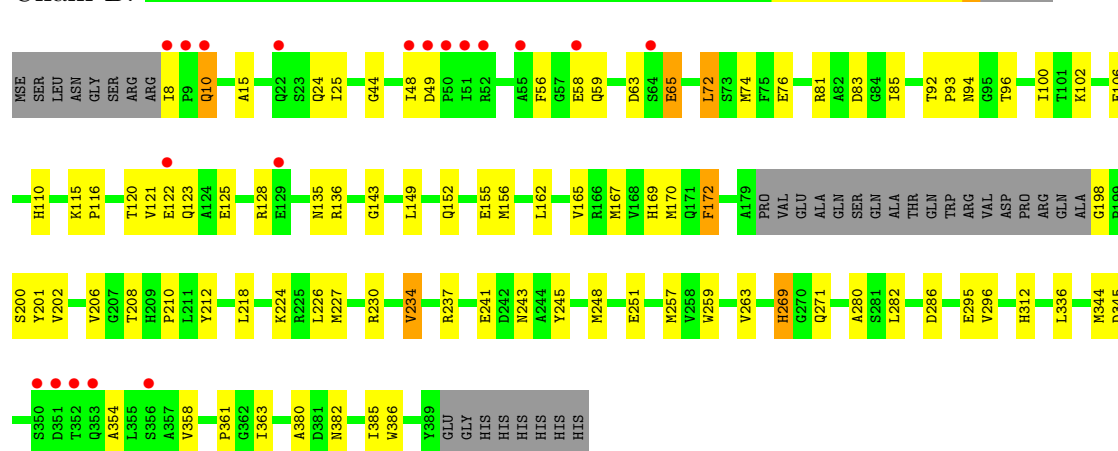 MSE SER LEU ASN GLY SER ARG ARG I8 P9 Q10 A15 Q22 S23 Q24 I25 G44 I48 D49 P50 I51 R52 A55 F56 G57 E58 Q59 D63 S64 E65 L72 S73 M74 F75 E76 R81 A82 D83 G84 I85 T92 P93 N94 G95 T96 I100 T101 K102
H110 K115 P116 T120 V121 E122 Q123 A124 E125 R128 E129 N135 R136 G143 L149 Q152 E155 M156 L162 V165 R166 M167 V168 H169 M170 Q171 F172 A179 PRO VAL GLU ALA GLN SER GLN ALA THR GLN TRP ARG VAL ASP PRO ARG GLN ALA G198
S200 Y201 V202 V206 G207 T208 H209 P210 L211 Y212 L218 K224 R225 L226 M227 R230 V234 R237 E241 D242 N243 A244 Y245 M248 E251 M257 V258 W259 V263 H269 G270 Q271 A280 S281 L282 D286 E295 V296 H312 L336 M344 D345
S350 D351 T352 Q353 A354 L355 S356 A357 V358 P361 G362 I363 A380 D381 N382 I385 W386 Y389 GLU GLY HIS HIS HIS HIS HIS HIS